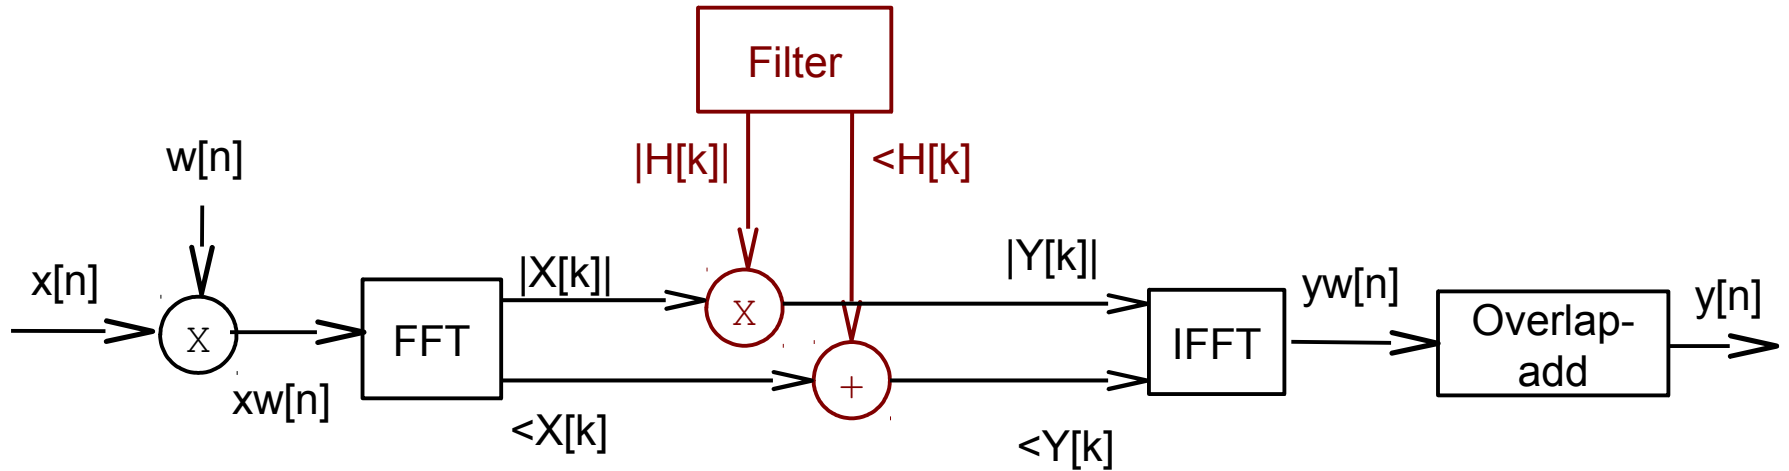 Filter
w[n]
|H[k]|
<H[k]
x[n]
|X[k]|
|Y[k]|
yw[n]
y[n]
X
FFT
X
IFFT
Overlap-
add
+
xw[n]
<X[k]
<Y[k]